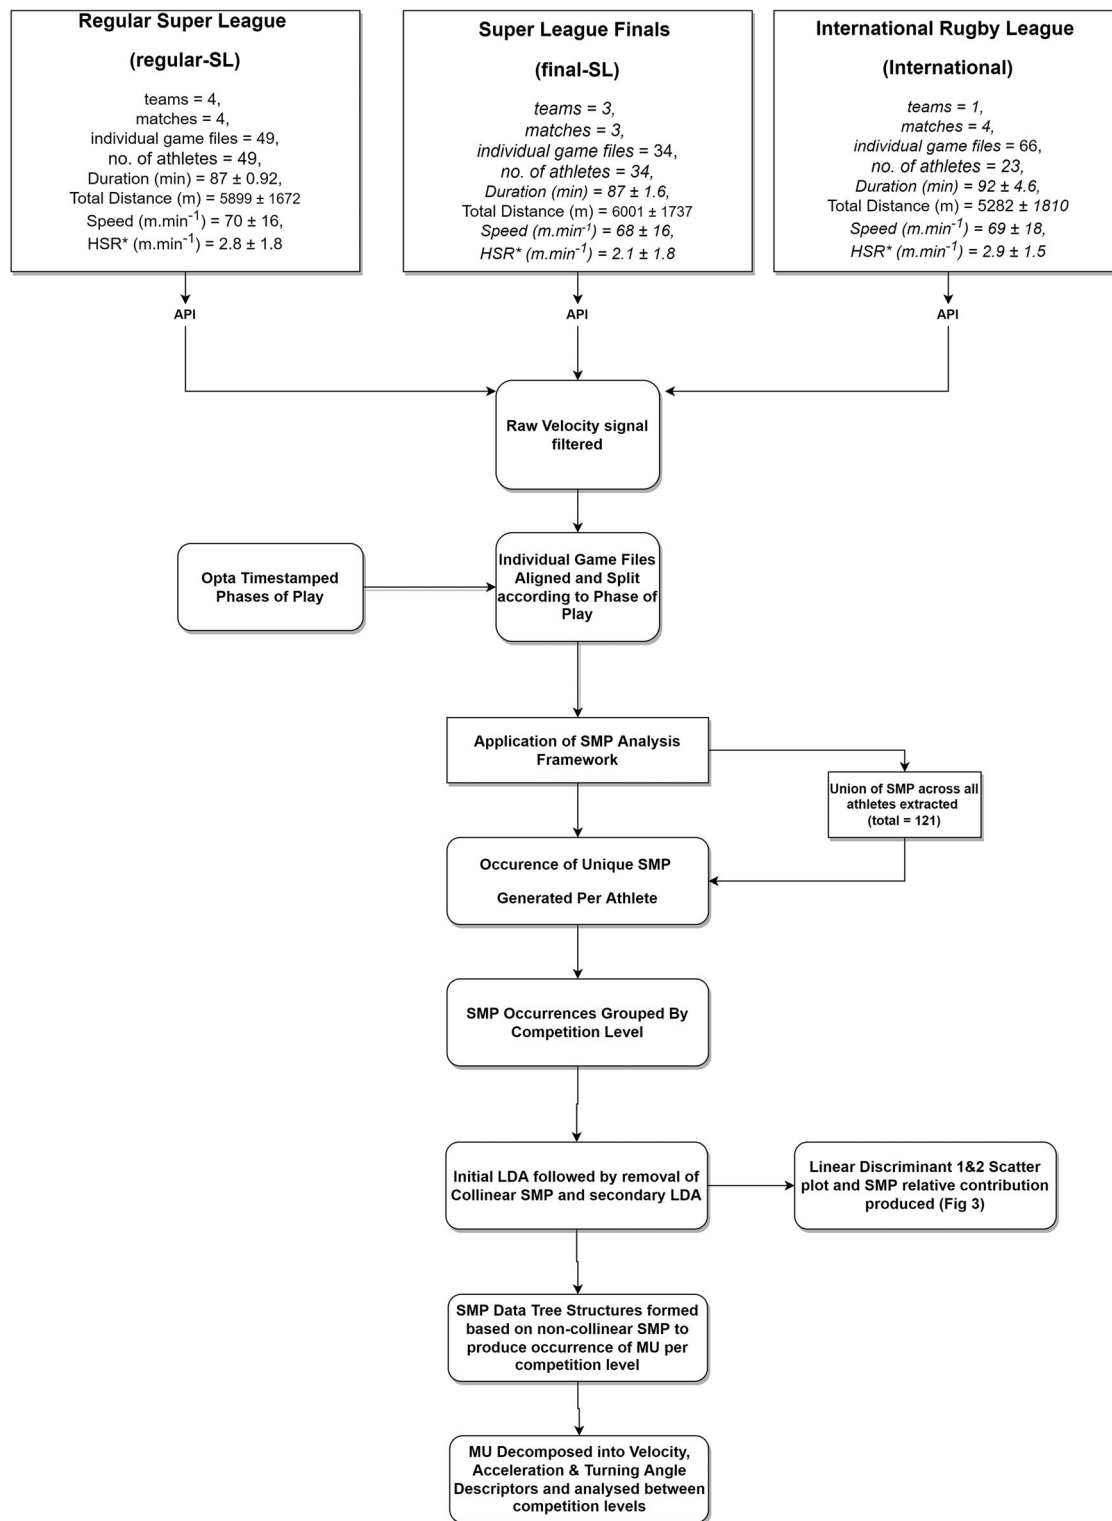 Regular Super League
(regular-SL)
teams = 4,
matches = 4,
individual game files = 49,
no. of athletes = 49,
Duration (min) = 87 ± 0.92,
Total Distance (m) = 5899 ± 1672
Speed (m.min⁻¹) = 70 ± 16,
HSR* (m.min⁻¹) = 2.8 ± 1.8
Super League Finals
(final-SL)
teams = 3,
matches = 3,
individual game files = 34,
no. of athletes = 34,
Duration (min) = 87 ± 1.6,
Total Distance (m) = 6001 ± 1737
Speed (m.min⁻¹) = 68 ± 16,
HSR* (m.min⁻¹) = 2.1 ± 1.8
International Rugby League
(International)
teams = 1,
matches = 4,
individual game files = 66,
no. of athletes = 23,
Duration (min) = 92 ± 4.6,
Total Distance (m) = 5282 ± 1810
Speed (m.min⁻¹) = 69 ± 18,
HSR* (m.min⁻¹) = 2.9 ± 1.5
API
API
API
Raw Velocity signal
filtered
Opta Timestamped
Phases of Play
Individual Game Files
Aligned and Split
according to Phase of
Play
Application of SMP Analysis
Framework
Union of SMP across all
athletes extracted
(total = 121)
Occurence of Unique SMP
Generated Per Athlete
SMP Occurrences Grouped By
Competition Level
Initial LDA followed by removal of
Collinear SMP and secondary LDA
Linear Discriminant 1&2 Scatter
plot and SMP relative contribution
produced (Fig 3)
SMP Data Tree Structures formed
based on non-collinear SMP to
produce occurrence of MU per
competition level
MU Decomposed into Velocity,
Acceleration & Turning Angle
Descriptors and analysed between
competition levels